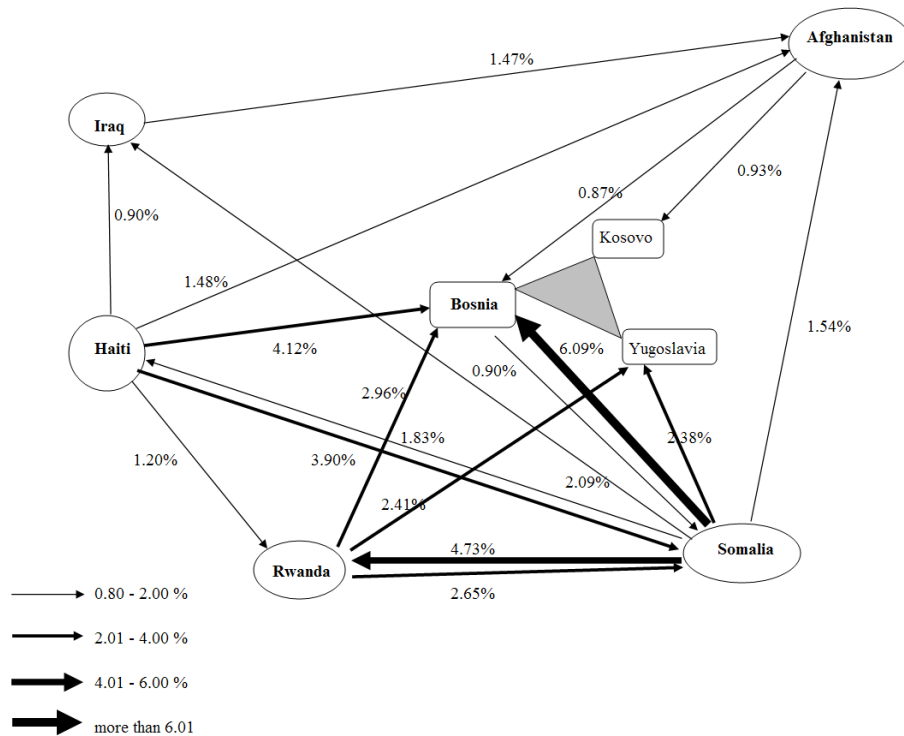 Afghanistan
1.47%
Iraq
0.93%
0.87%
0.90%
Kosovo
1.48%
Bosnia
1.54%
Haiti
4.12%
6.09%
Yugoslavia
0.90%
2.96%
1.83%
2.38%
1.20%
3.90%
2.09%
2.41%
4.73%
Somalia
Rwanda
2.65%
0.80 - 2.00 %
2.01 - 4.00 %
4.01 - 6.00 %
more than 6.01